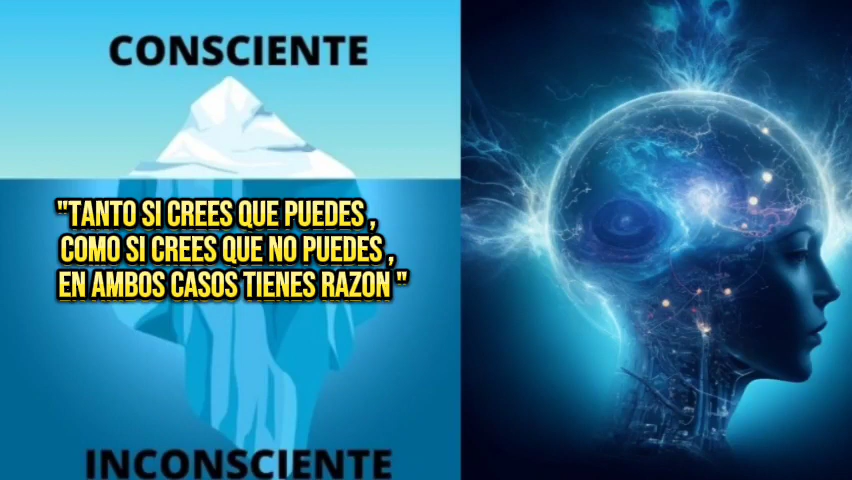 CONSCIENTE
"TANTO SI CREES QUE PUEDES ,
COMO SI CREES QUE NO PUEDES ,
EN AMBOS CASOS TIENES RAZON "
INCONSCIENTE